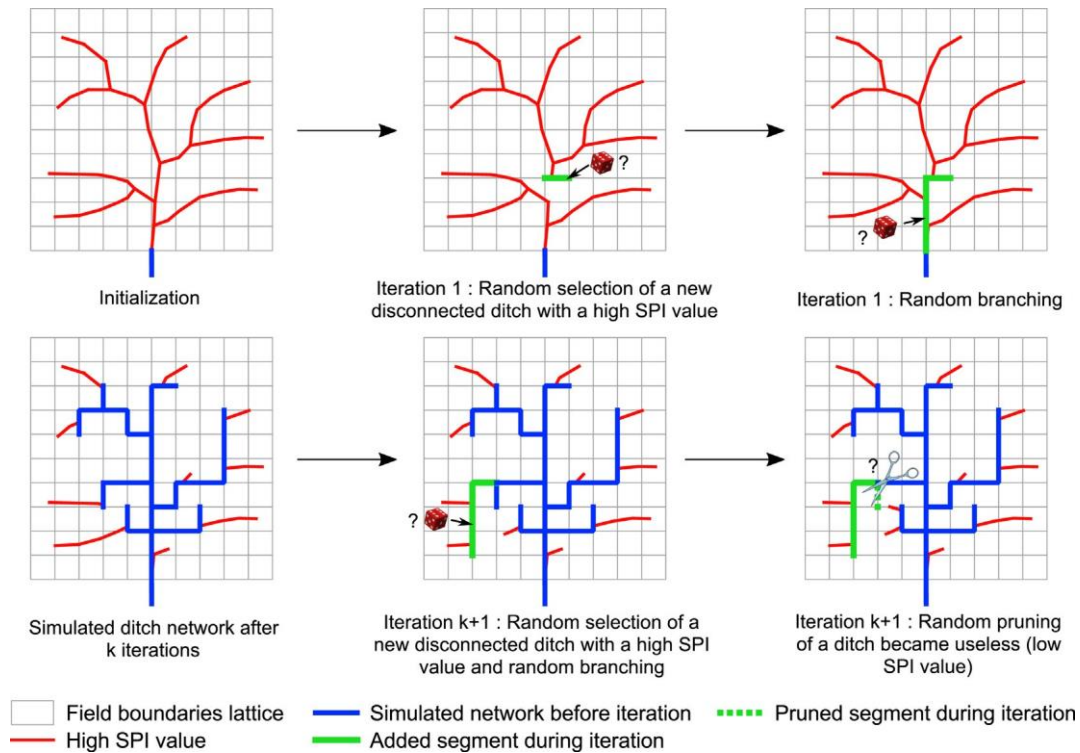 ?
?
Initialization
Iteration 1 : Random selection of a new
disconnected ditch with a high SPI value
Iteration 1 : Random branching
?
?
Simulated ditch network after
k iterations
Iteration k+1 : Random selection of a
new disconnected ditch with a high SPI
value and random branching
Iteration k+1 : Random pruning
of a ditch became useless (low
SPI value)
Field boundaries lattice
Simulated network before iteration
Pruned segment during iteration
High SPI value
Added segment during iteration